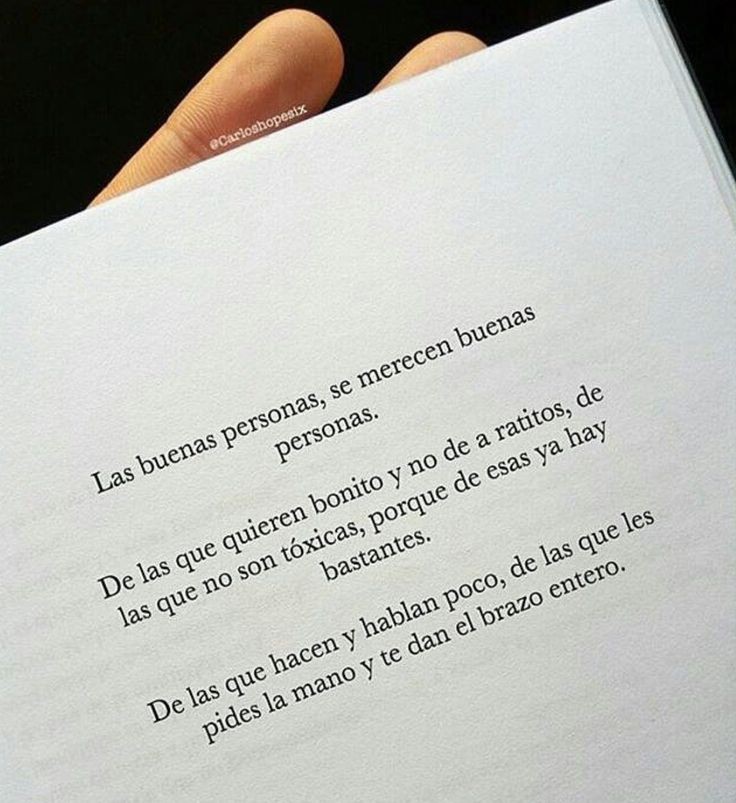 @Carloshopesix
Las buenas personas, se merecen buenas
personas.
De las que quieren bonito y no de a ratitos, de
las que no son tóxicas, porque de esas ya hay
bastantes.
De las que hacen y hablan poco, de las que les
pides la mano y te dan el brazo entero.